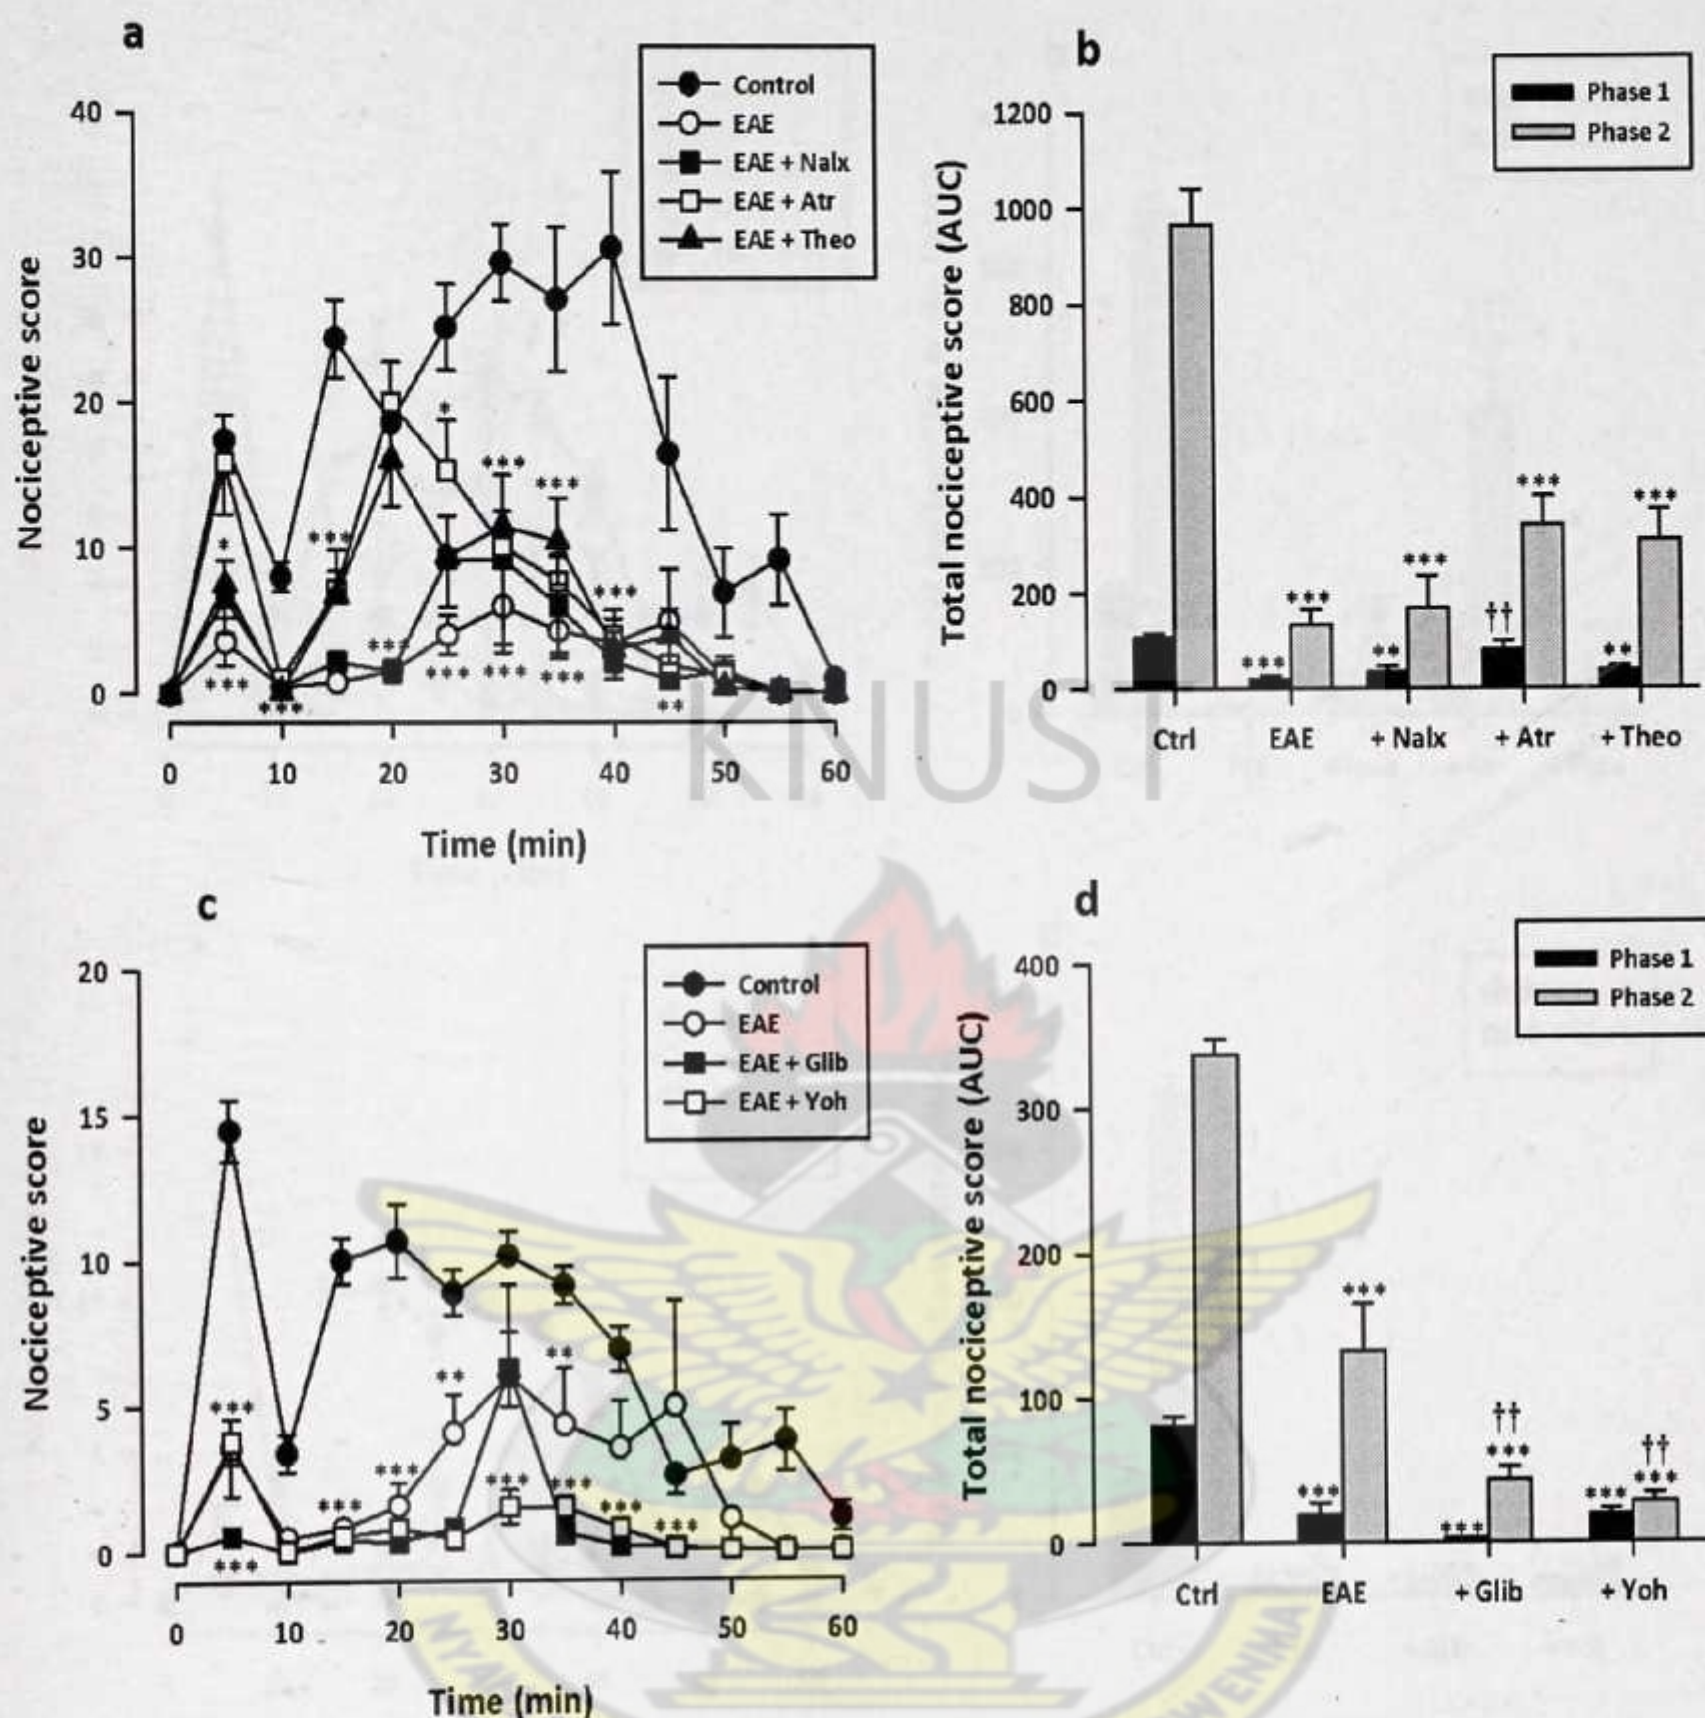 a
Control
EAE
EAE + Nalx
EAE + Atr
EAE + Theo
Nociceptive score
40
30
20
10
0
*
***
***
***
*
***
***
***
***
***
***
***
**
0 10 20 30 40 50 60
Time (min)
b
Phase 1
Phase 2
Total nociceptive score (AUC)
1200
1000
800
600
400
200
0
***
***
**
***
††
***
**
***
Ctrl EAE + Nalx + Atr + Theo
KNUST
c
Control
EAE
EAE + Glib
EAE + Yoh
Nociceptive score
20
15
10
5
0
***
***
***
***
**
***
**
***
***
***
0 10 20 30 40 50 60
Time (min)
d
Phase 1
Phase 2
Total nociceptive score (AUC)
400
300
200
100
0
***
***
***
††
***
***
††
***
Ctrl EAE + Glib + Yoh